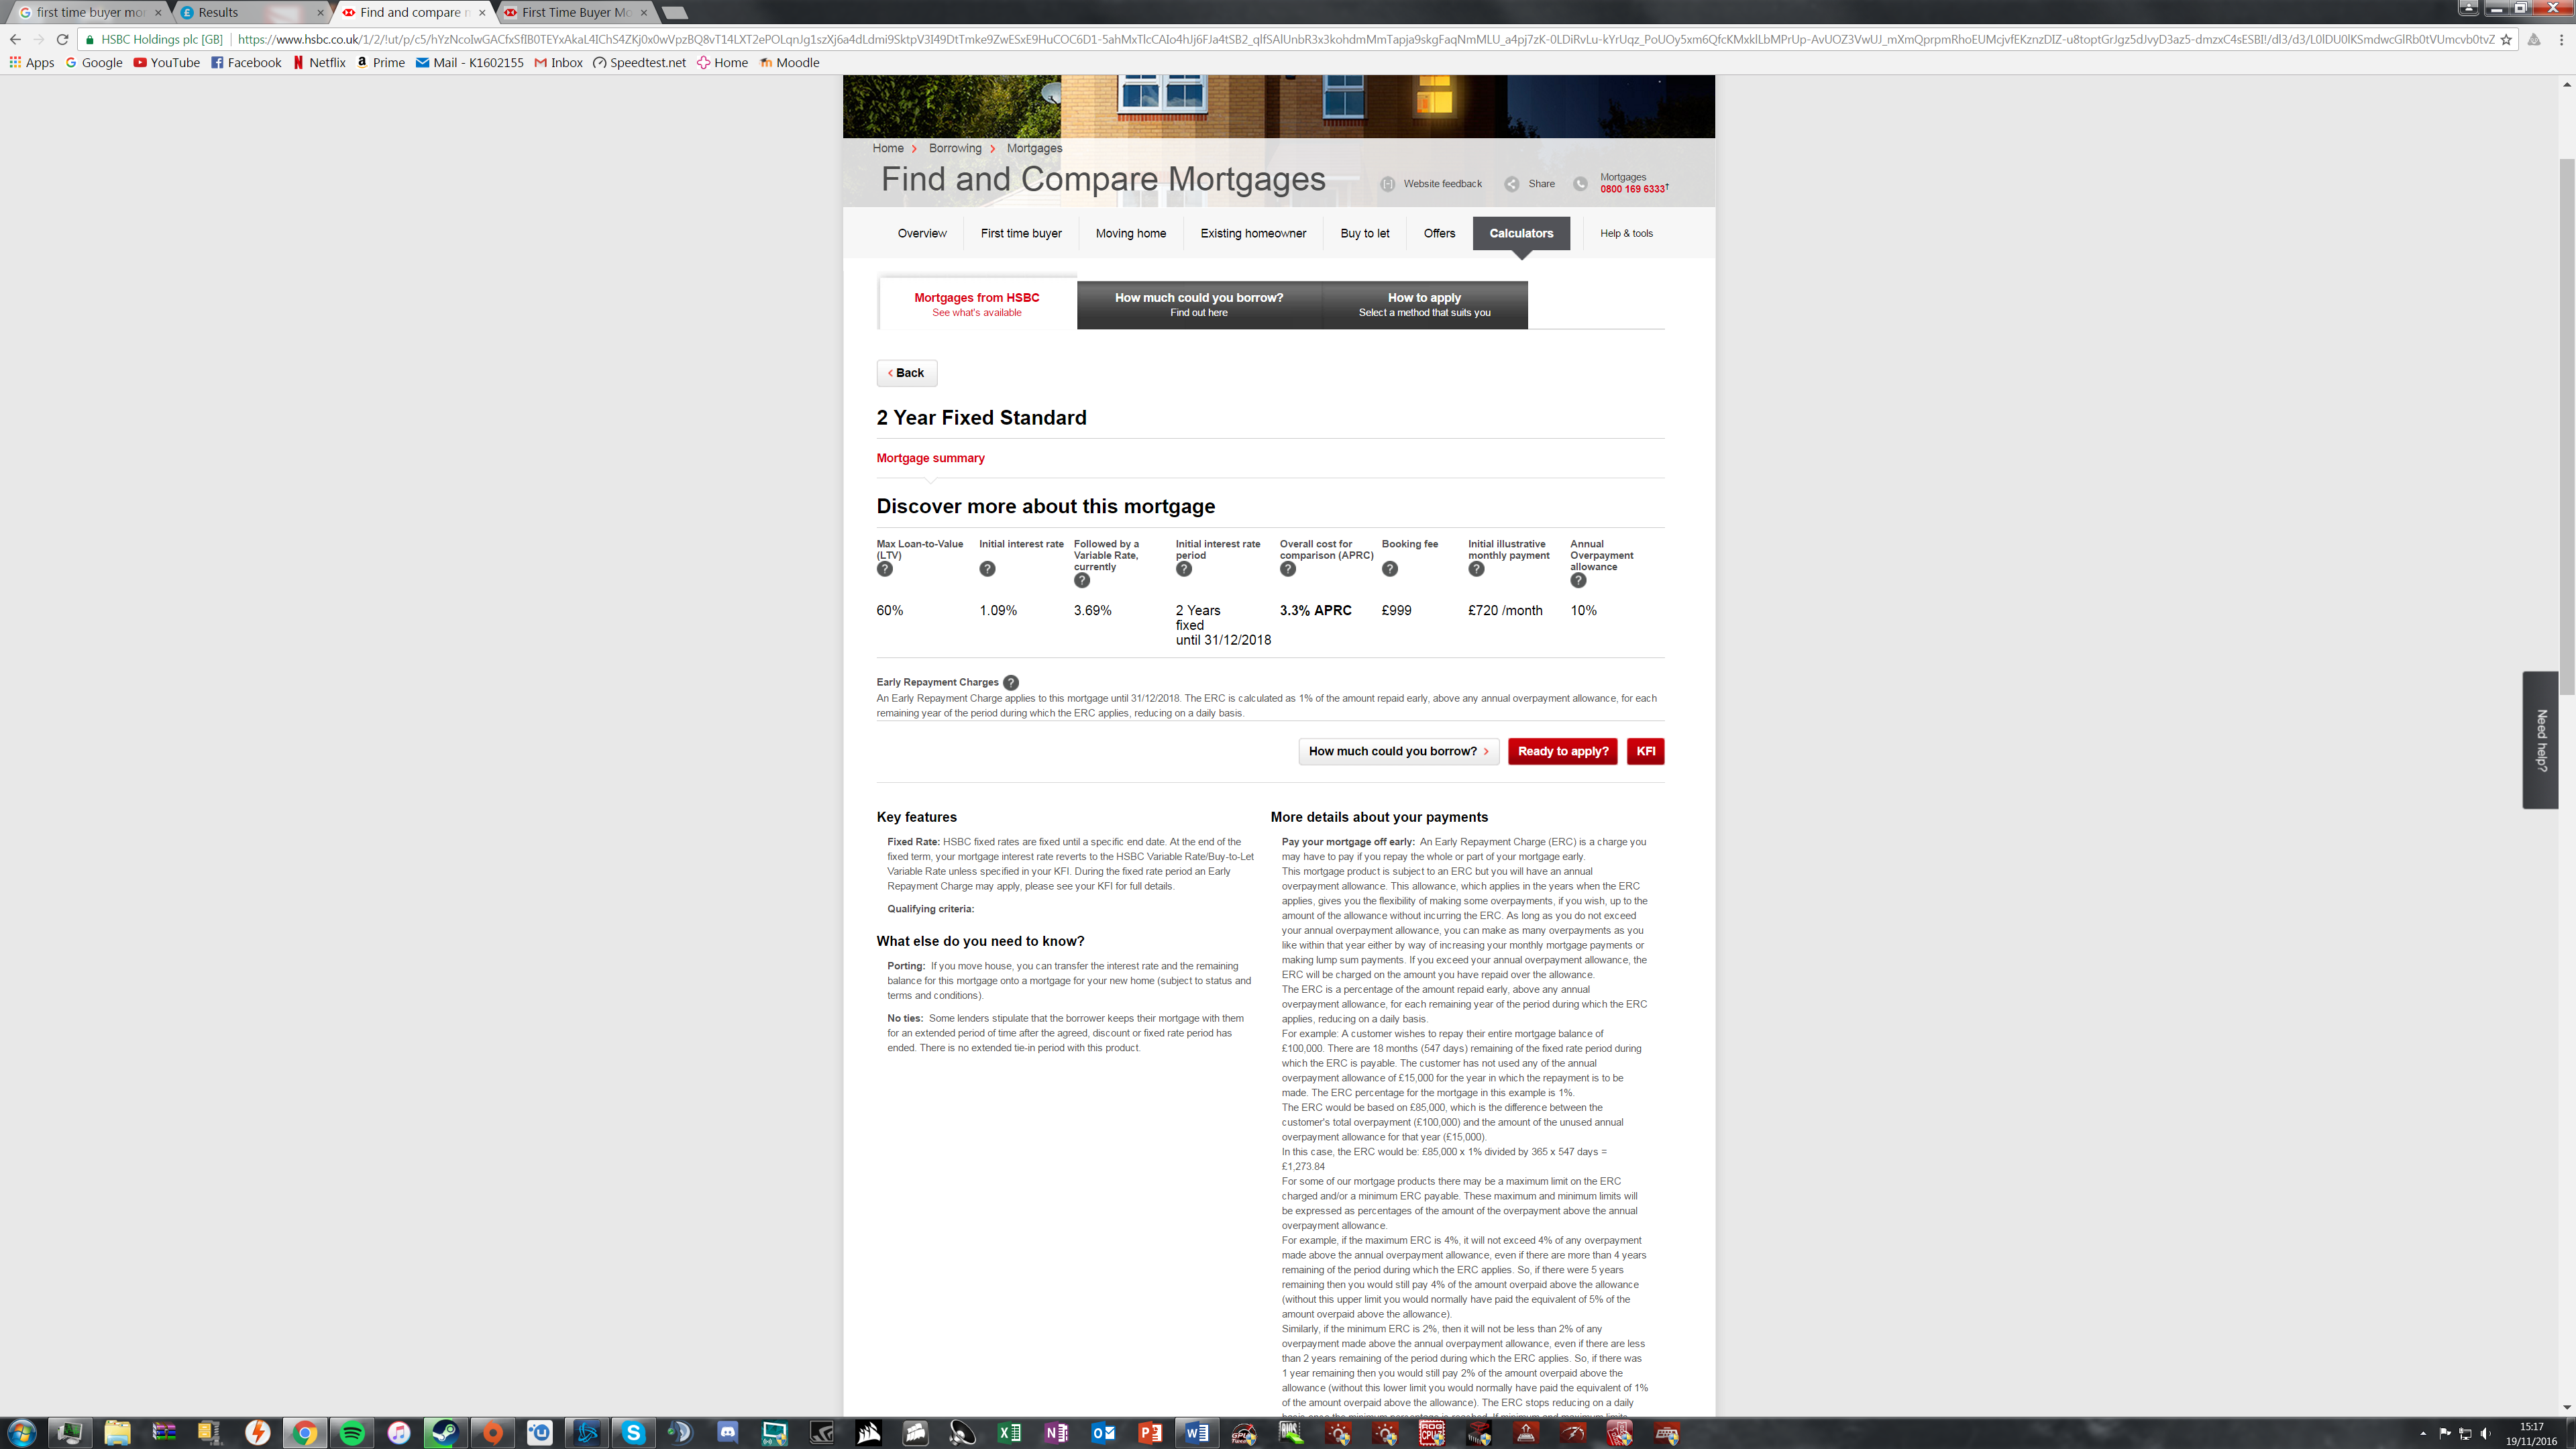 first time buyer mor
Results
Find and compare m
First Time Buyer Mo
HSBC Holdings plc [GB]
Apps
Google
YouTube
Facebook
Netflix
Prime
Mail - K1602155
Inbox
Speedtest.net
Home
Moodle
Home > Borrowing > Mortgages
Find and Compare Mortgages
Website feedback
Share
Mortgages
0800 169 6333†
Overview
First time buyer
Moving home
Existing homeowner
Buy to let
Offers
Calculators
Help & tools
Mortgages from HSBC
See what's available
How much could you borrow?
Find out here
How to apply
Select a method that suits you
Back
2 Year Fixed Standard
Mortgage summary
Discover more about this mortgage
Max Loan-to-Value
(LTV)
Initial interest rate
Followed by a
Variable Rate,
currently
Initial interest rate
period
Overall cost for
comparison (APRC)
Booking fee
Initial illustrative
monthly payment
Annual
Overpayment
allowance
60%
1.09%
3.69%
2 Years
fixed
until 31/12/2018
3.3% APRC
£999
£720 /month
10%
Early Repayment Charges
An Early Repayment Charge applies to this mortgage until 31/12/2018. The ERC is calculated as 1% of the amount repaid early, above any annual overpayment allowance, for each
remaining year of the period during which the ERC applies, reducing on a daily basis.
How much could you borrow?
Ready to apply?
KFI
Need help?
Key features
Fixed Rate: HSBC fixed rates are fixed until a specific end date. At the end of the
fixed term, your mortgage interest rate reverts to the HSBC Variable Rate/Buy-to-Let
Variable Rate unless specified in your KFI. During the fixed rate period an Early
Repayment Charge may apply, please see your KFI for full details.
Qualifying criteria:
What else do you need to know?
Porting: If you move house, you can transfer the interest rate and the remaining
balance for this mortgage onto a mortgage for your new home (subject to status and
terms and conditions).
No ties: Some lenders stipulate that the borrower keeps their mortgage with them
for an extended period of time after the agreed, discount or fixed rate period has
ended. There is no extended tie-in period with this product.
More details about your payments
Pay your mortgage off early: An Early Repayment Charge (ERC) is a charge you
may have to pay if you repay the whole or part of your mortgage early.
This mortgage product is subject to an ERC but you will have an annual
overpayment allowance. This allowance, which applies in the years when the ERC
applies, gives you the flexibility of making some overpayments, if you wish, up to the
amount of the allowance without incurring the ERC. As long as you do not exceed
your annual overpayment allowance, you can make as many overpayments as you
like within that year either by way of increasing your monthly mortgage payments or
making lump sum payments. If you exceed your annual overpayment allowance, the
ERC will be charged on the amount you have repaid over the allowance.
The ERC is a percentage of the amount repaid early, above any annual
overpayment allowance, for each remaining year of the period during which the ERC
applies, reducing on a daily basis.
For example: A customer wishes to repay their entire mortgage balance of
£100,000. There are 18 months (547 days) remaining of the fixed rate period during
which the ERC is payable. The customer has not used any of the annual
overpayment allowance of £15,000 for the year in which the repayment is to be
made. The ERC percentage for the mortgage in this example is 1%.
The ERC would be based on £85,000, which is the difference between the
customer's total overpayment (£100,000) and the amount of the unused annual
overpayment allowance for that year (£15,000).
In this case, the ERC would be: £85,000 x 1% divided by 365 x 547 days =
£1,273.84
For some of our mortgage products there may be a maximum limit on the ERC
charged and/or a minimum ERC payable. These maximum and minimum limits will
be expressed as percentages of the amount of the overpayment above the annual
overpayment allowance.
For example, if the maximum ERC is 4%, it will not exceed 4% of any overpayment
made above the annual overpayment allowance, even if there are more than 4 years
remaining of the period during which the ERC applies. So, if there were 5 years
remaining then you would still pay 4% of the amount overpaid above the allowance
(without this upper limit you would normally have paid the equivalent of 5% of the
amount overpaid above the allowance).
Similarly, if the minimum ERC is 2%, then it will not be less than 2% of any
overpayment made above the annual overpayment allowance, even if there are less
than 2 years remaining of the period during which the ERC applies. So, if there was
1 year remaining then you would still pay 2% of the amount overpaid above the
allowance (without this lower limit you would normally have paid the equivalent of 1%
of the amount overpaid above the allowance). The ERC stops reducing on a daily
15:17
19/11/2016